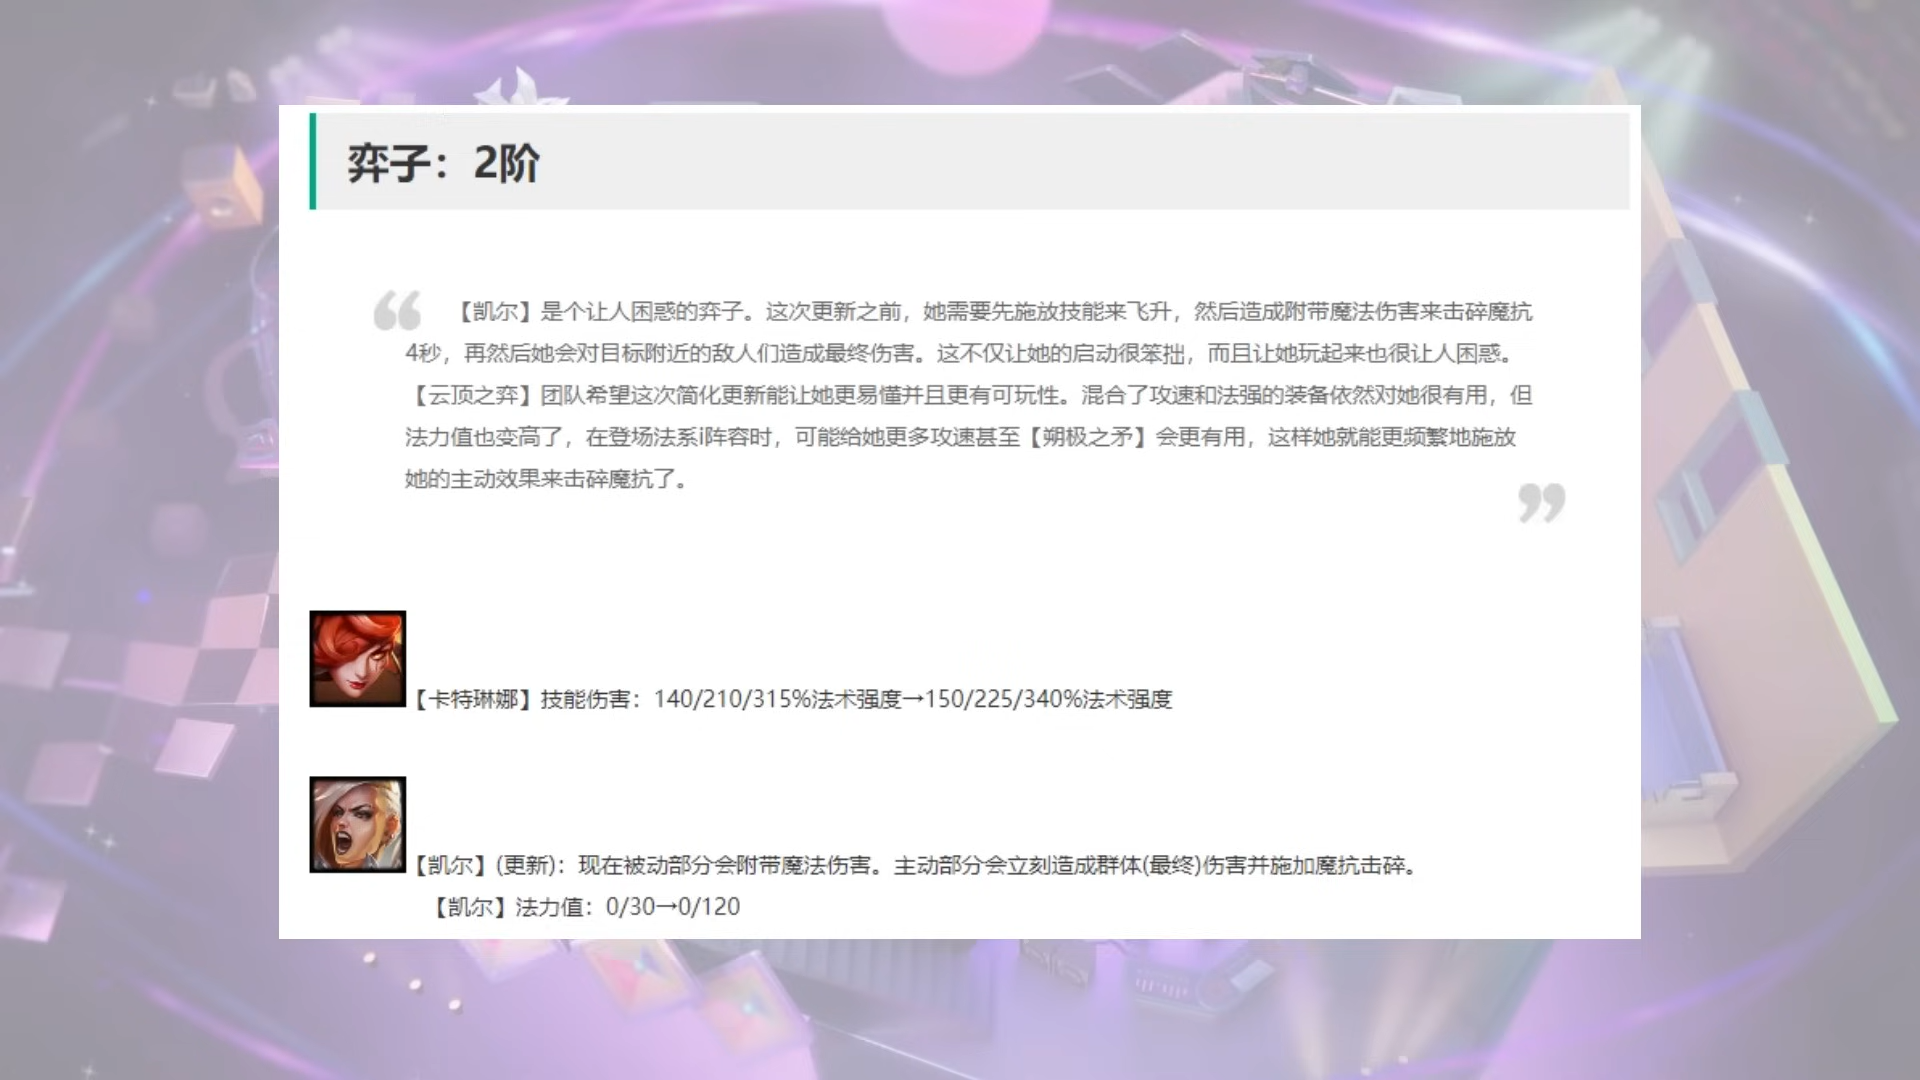 弈子：2阶
【凯尔】是个让人困惑的弈子。这次更新之前，她需要先施放技能来飞升，然后造成附带魔法伤害来击碎魔抗
4秒，再然后她会对目标附近的敌人们造成最终伤害。这不仅让她的启动很笨拙，而且让她玩起来也很让人困惑。
【云顶之弈】团队希望这次简化更新能让她更易懂并且更有可玩性。混合了攻速和法强的装备依然对她很有用，但
法力值也变高了，在登场法系i阵容时，可能给她更多攻速甚至【朔极之矛】会更有用，这样她就能更频繁地施放
她的主动效果来击碎魔抗了。
【卡特琳娜】技能伤害：140/210/315%法术强度→150/225/340%法术强度
【凯尔】(更新)：现在被动部分会附带魔法伤害。主动部分会立刻造成群体(最终)伤害并施加魔抗击碎。
【凯尔】法力值：0/30→0/120